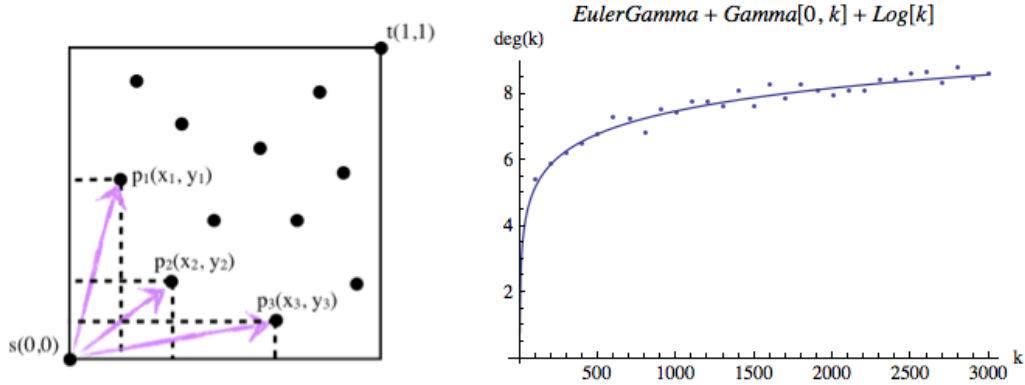 t(1,1)
p1(x1, y1)
p2(x2, y2)
p3(x3, y3)
s(0,0)
EulerGamma + Gamma[0, k] + Log[k]
deg(k)
8
6
4
2
500 1000 1500 2000 2500 3000 k